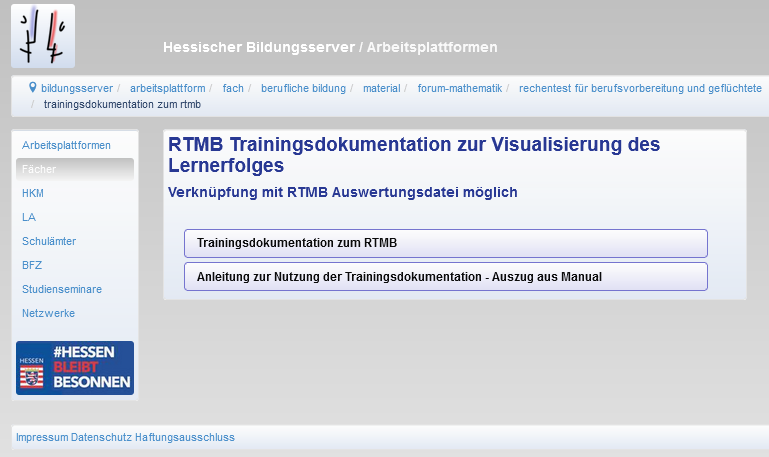 Hessischer Bildungsserver / Arbeitsplattformen
bildungsserver / arbeitsplattform / fach / berufliche bildung / material / forum-mathematik / rechentest für berufsvorbereitung und geflüchtete
/ trainingsdokumentation zum rtmb
Arbeitsplattformen
Fächer
HKM
LA
Schulämter
BFZ
Studienseminare
Netzwerke
#HESSEN
HESSEN
BLEIBT
BESONNEN
RTMB Trainingsdokumentation zur Visualisierung des
Lernerfolges
Verknüpfung mit RTMB Auswertungsdatei möglich
Trainingsdokumentation zum RTMB
Anleitung zur Nutzung der Trainingsdokumentation - Auszug aus Manual
Impressum Datenschutz Haftungsausschluss